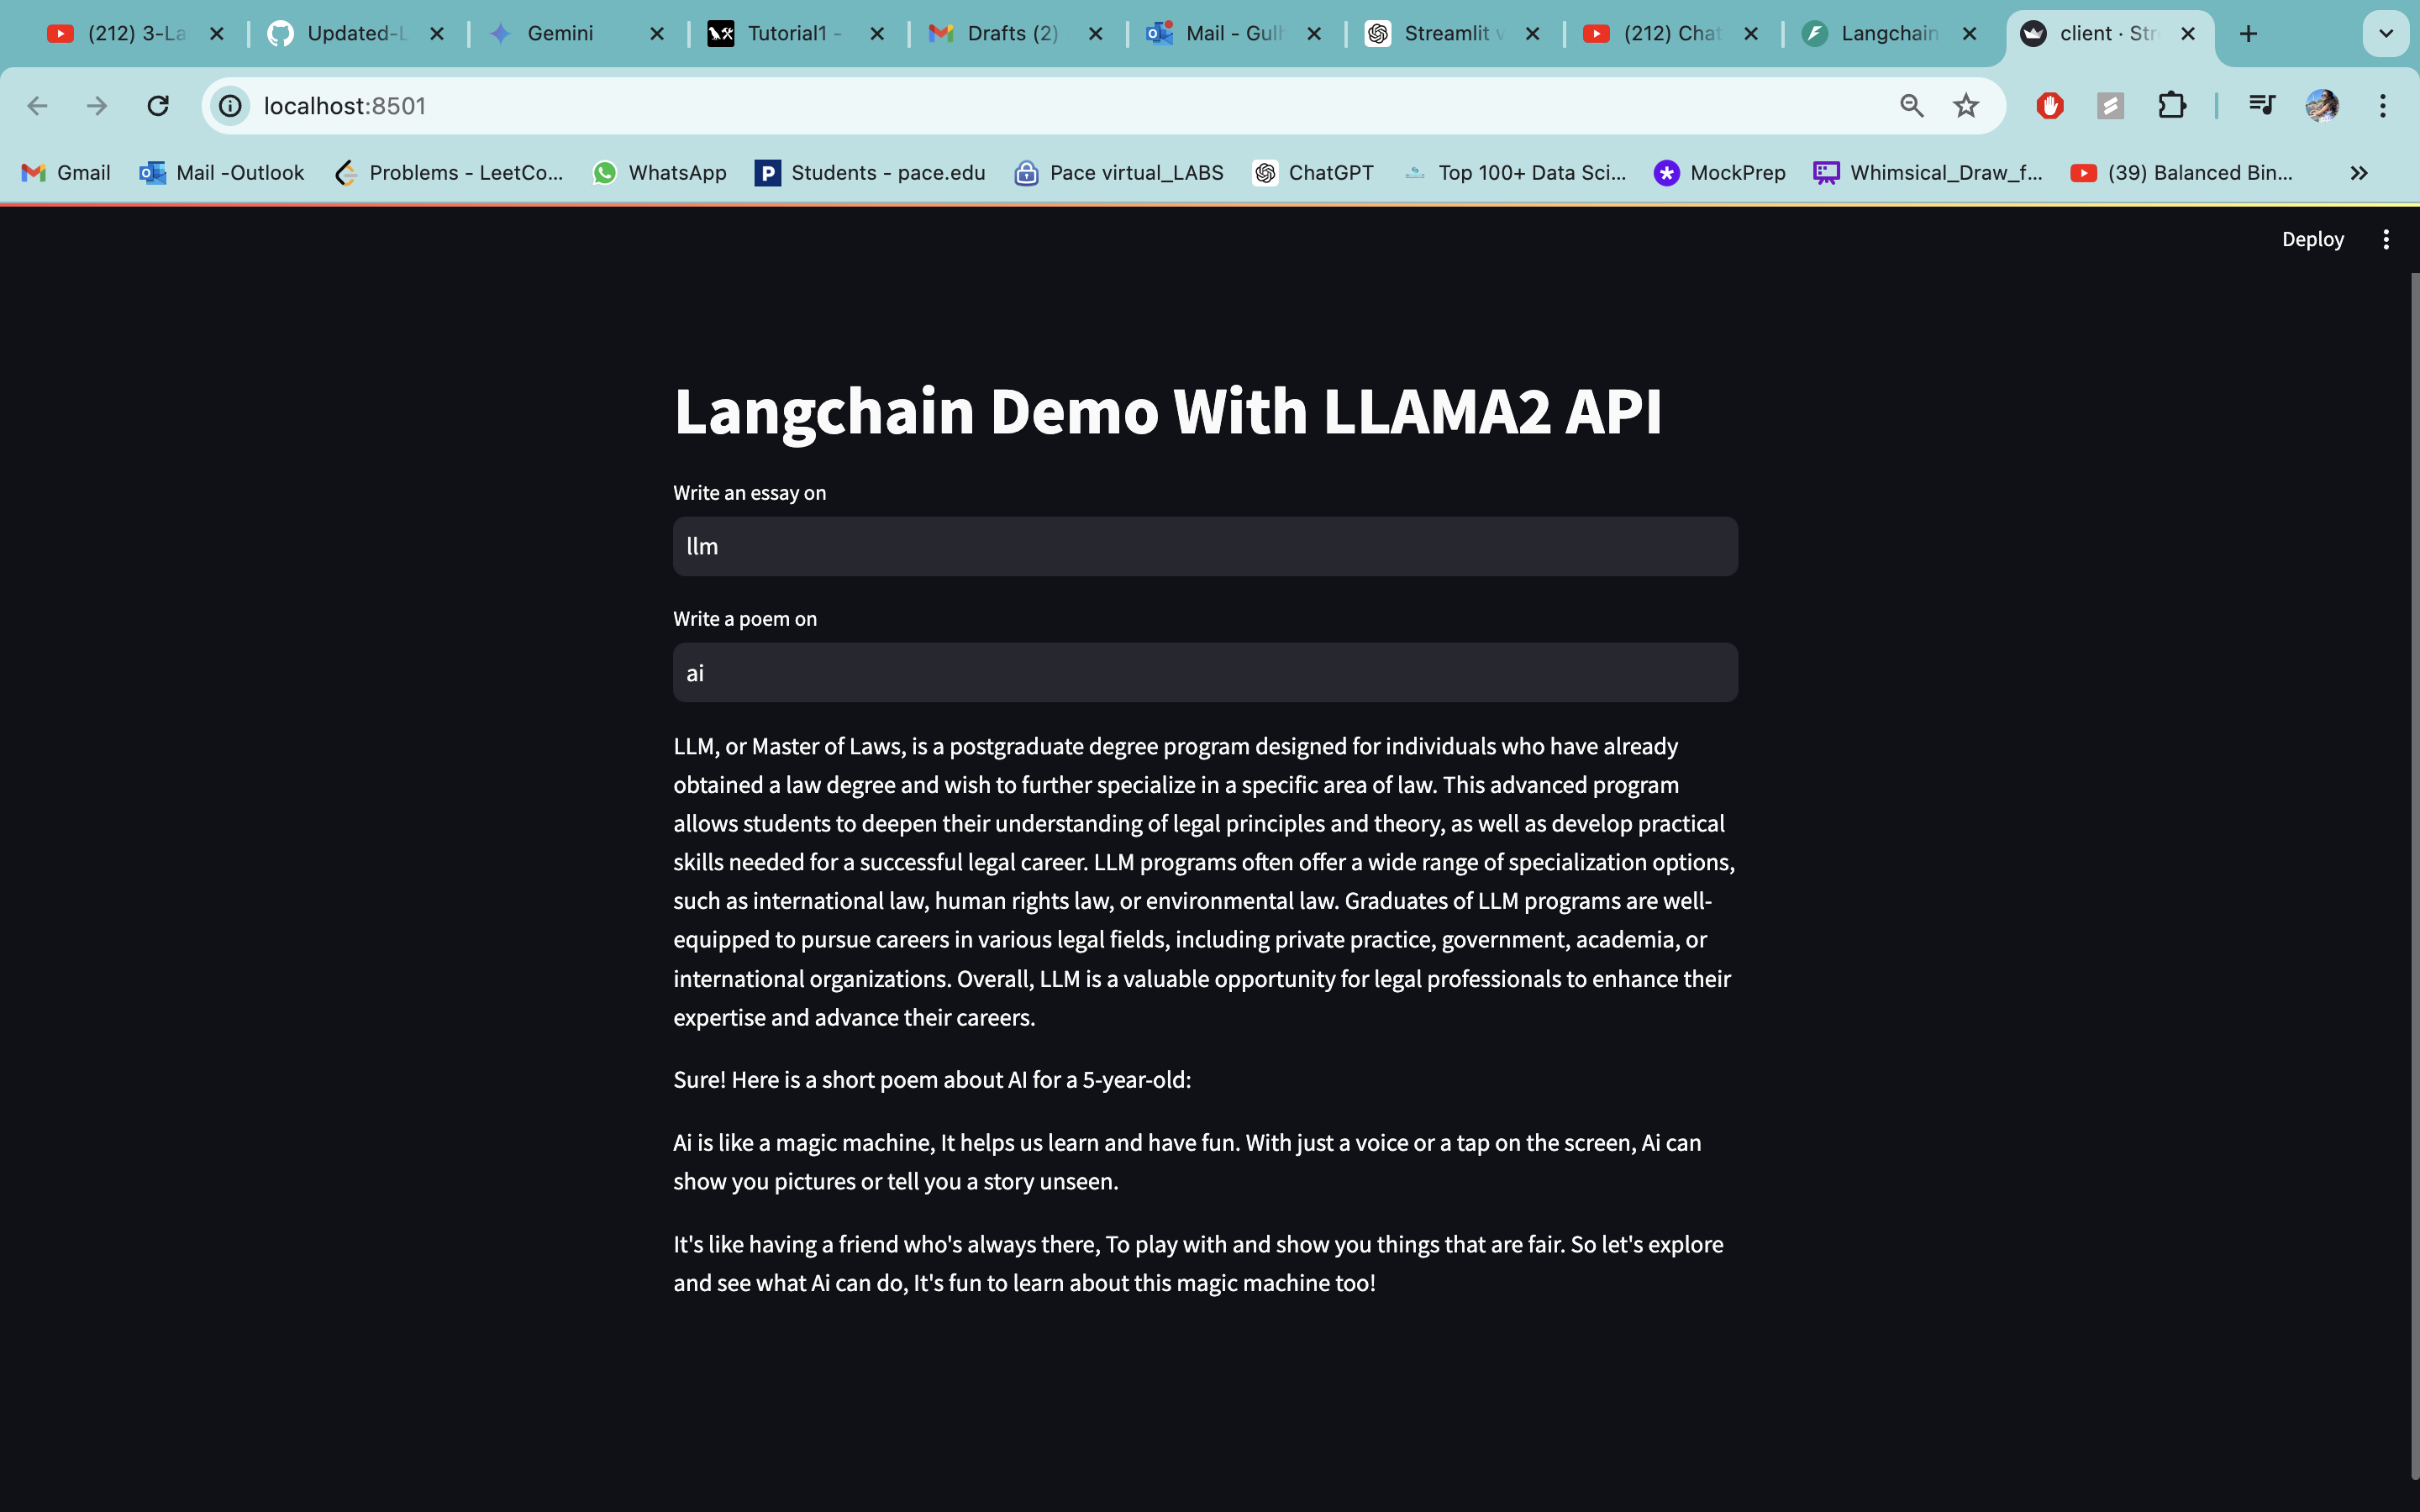 (212) 3-La
Updated-L
Gemini
Tutorial1 -
Drafts (2)
Mail - Gulh
Streamlit v
(212) Chat
Langchain
client · Str
localhost:8501
Gmail
Mail -Outlook
Problems - LeetCo...
WhatsApp
Students - pace.edu
Pace virtual_LABS
ChatGPT
Top 100+ Data Sci...
MockPrep
Whimsical_Draw_f...
(39) Balanced Bin...
Deploy
Langchain Demo With LLAMA2 API
Write an essay on
llm
Write a poem on
ai
LLM, or Master of Laws, is a postgraduate degree program designed for individuals who have already
obtained a law degree and wish to further specialize in a specific area of law. This advanced program
allows students to deepen their understanding of legal principles and theory, as well as develop practical
skills needed for a successful legal career. LLM programs often offer a wide range of specialization options,
such as international law, human rights law, or environmental law. Graduates of LLM programs are well-
equipped to pursue careers in various legal fields, including private practice, government, academia, or
international organizations. Overall, LLM is a valuable opportunity for legal professionals to enhance their
expertise and advance their careers.
Sure! Here is a short poem about AI for a 5-year-old:
Ai is like a magic machine, It helps us learn and have fun. With just a voice or a tap on the screen, Ai can
show you pictures or tell you a story unseen.
It's like having a friend who's always there, To play with and show you things that are fair. So let's explore
and see what Ai can do, It's fun to learn about this magic machine too!